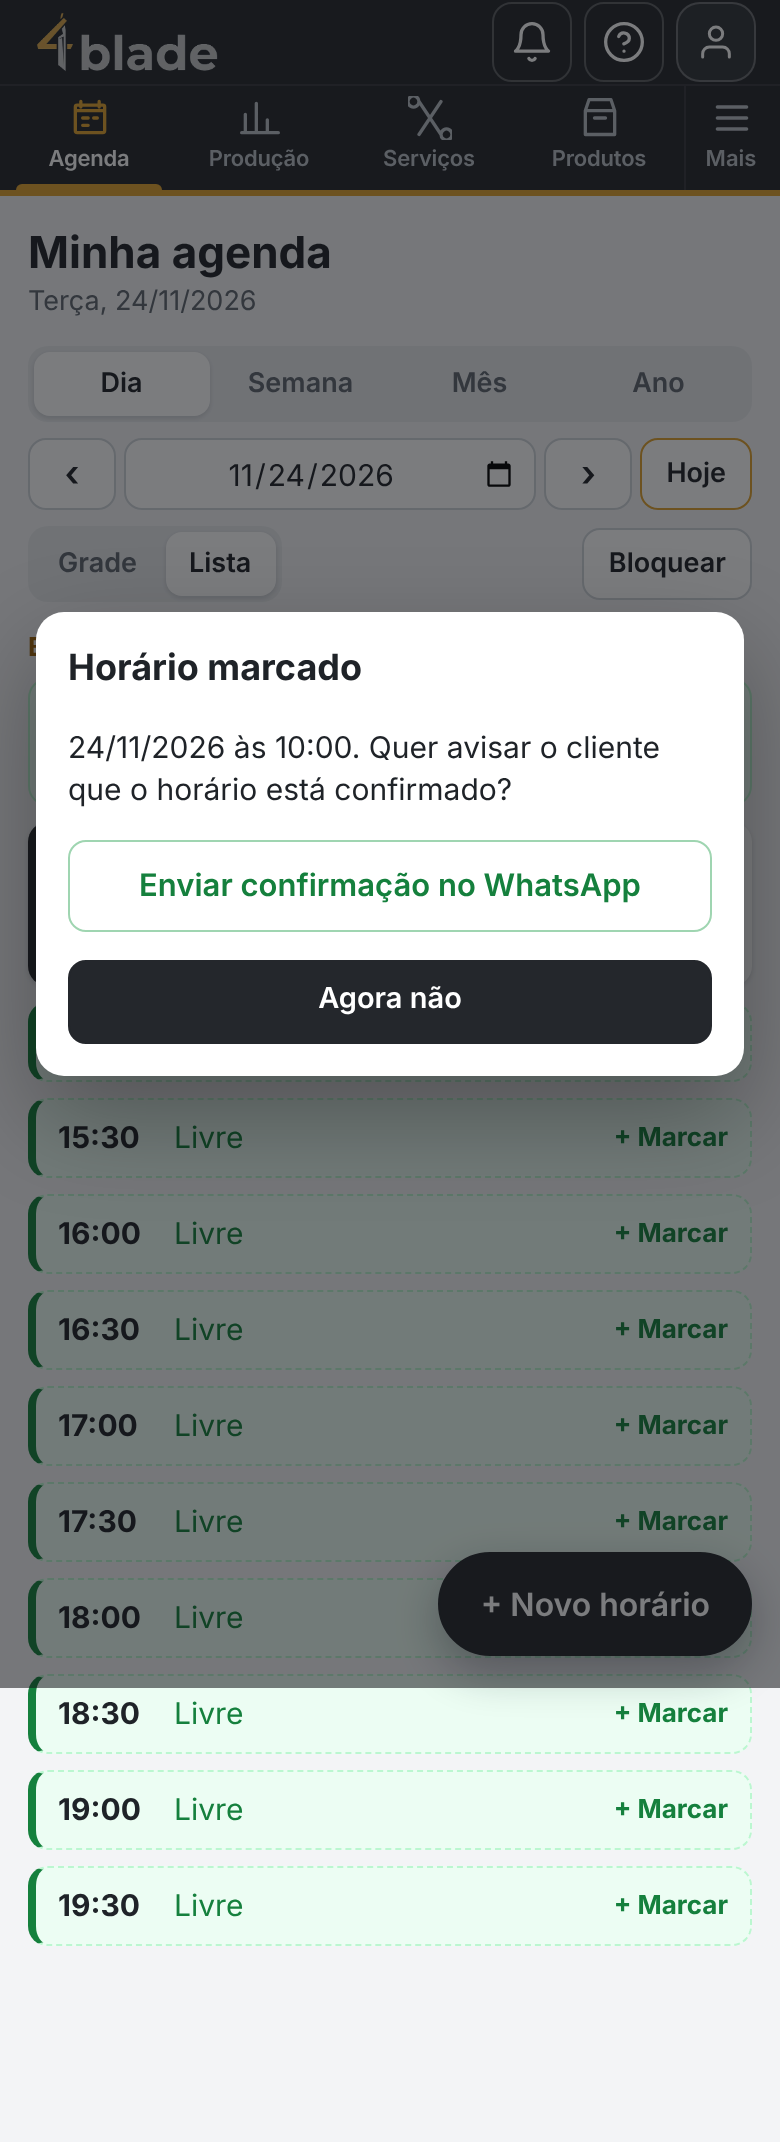 4blade
Agenda
Produção
Serviços
Produtos
Mais
Minha agenda
Terça, 24/11/2026
Dia
Semana
Mês
Ano
‹
11/24/2026
›
Hoje
Grade
Lista
Bloquear
Horário marcado
24/11/2026 às 10:00. Quer avisar o cliente
que o horário está confirmado?
Enviar confirmação no WhatsApp
Agora não
15:30 Livre + Marcar
16:00 Livre + Marcar
16:30 Livre + Marcar
17:00 Livre + Marcar
17:30 Livre + Marcar
18:00 Livre
+ Novo horário
18:30 Livre + Marcar
19:00 Livre + Marcar
19:30 Livre + Marcar